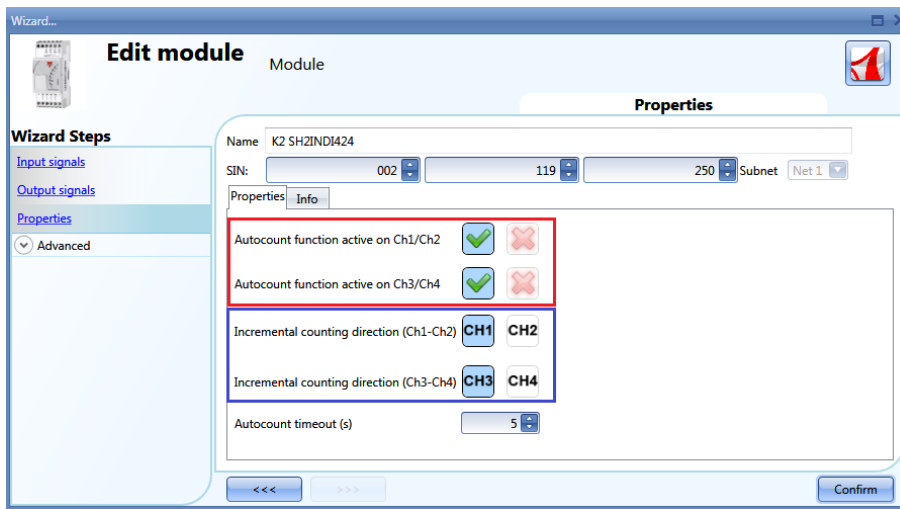 Wizard...
Edit module
Module
Properties
Wizard Steps
Input signals
Output signals
Properties
Advanced
Name K2 SH2INDI424
SIN: 002 119 250 Subnet Net 1
Properties Info
Autocount function active on Ch1/Ch2
Autocount function active on Ch3/Ch4
Incremental counting direction (Ch1-Ch2) CH1 CH2
Incremental counting direction (Ch3-Ch4) CH3 CH4
Autocount timeout (s) 5
<<< >>> Confirm